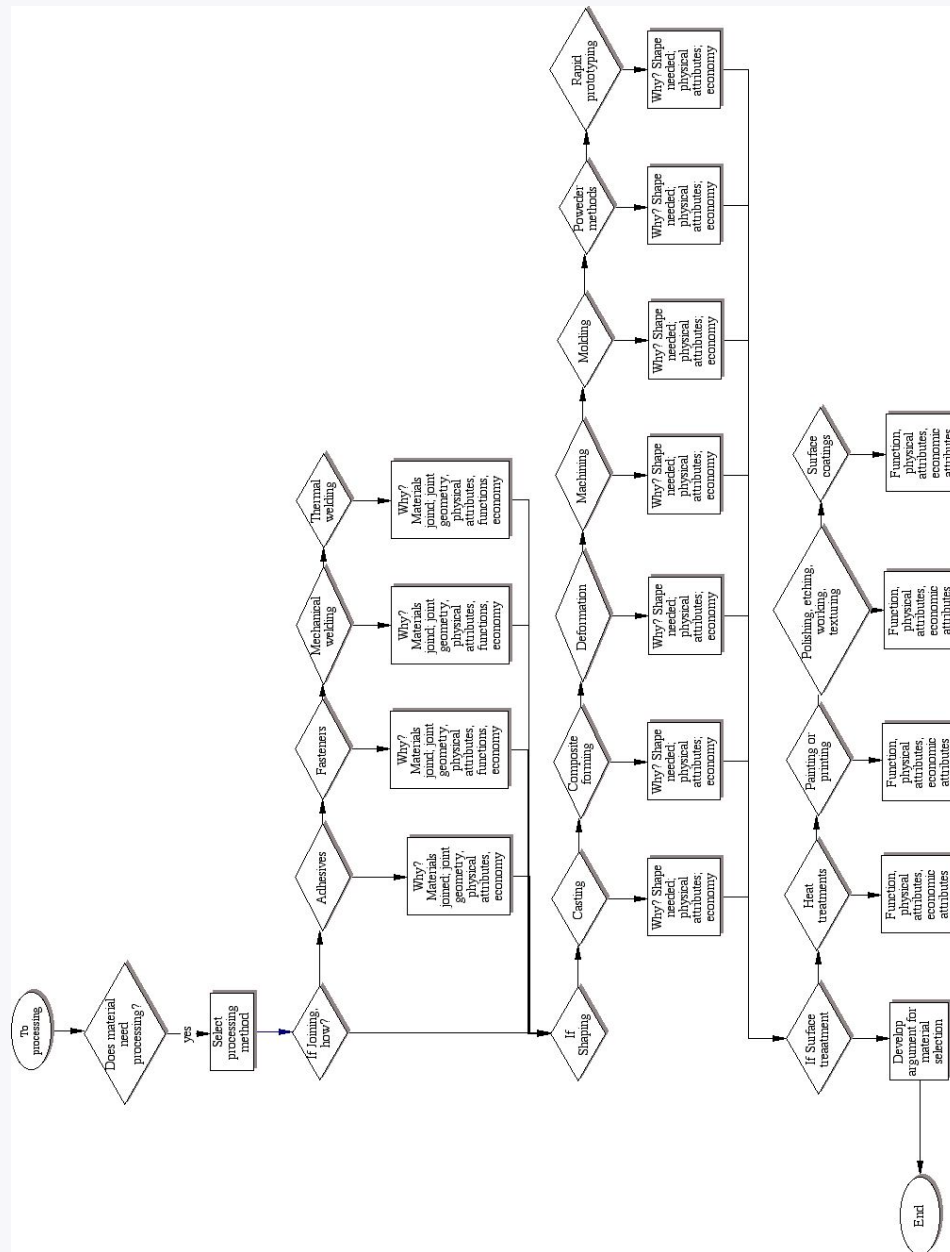 To
processing
Does material
need
processing?
yes
Select
processing
method
If Joining,
how?
Adhesives
Why?
Materials
joined; joint
geometry,
physical
attributes,
economy
Fasteners
Why?
Materials
joind; joint
geometry,
physical
attributes,
functions,
economy
Mechanical
welding
Why?
Materials
joind; joint
geometry,
physical
attributes,
functions,
economy
Thermal
welding
Why?
Materials
joind; joint
geometry,
physical
attributes,
functions,
economy
If
Shaping
Casting
Why? Shape
needed;
physical
attributes;
economy
Composite
forming
Why? Shape
needed;
physical
attributes;
economy
Deformation
Why? Shape
needed;
physical
attributes;
economy
Machining
Why? Shape
needed;
physical
attributes;
economy
Molding
Why? Shape
needed;
physical
attributes;
economy
Poweder
methods
Why? Shape
needed;
physical
attributes;
economy
Rapid
prototyping
Why? Shape
needed;
physical
attributes;
economy
If Surface
treatment
Heat
treatments
Function,
physical
attributes,
economic
attributes
Painting or
printing
Function,
physical
attributes,
economic
attributes
Polishing, etching,
working,
texturing
Function,
physical
attributes,
economic
attributes
Surface
coatings
Function,
physical
attributes,
economic
attributes
Develop
argument for
material
selection
End